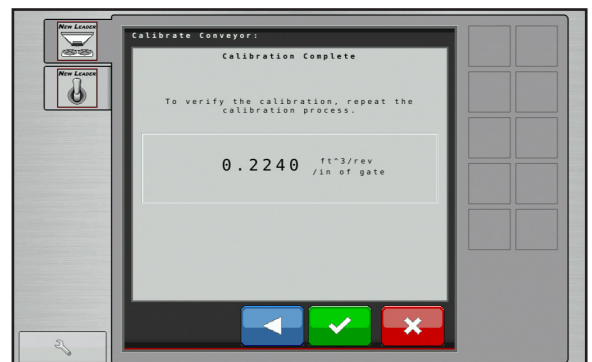 NEW LEADER
NEW LEADER
Calibrate Conveyor:
Calibration Complete
To verify the calibration, repeat the
calibration process.
0.2240 ft^3/rev
/in of gate